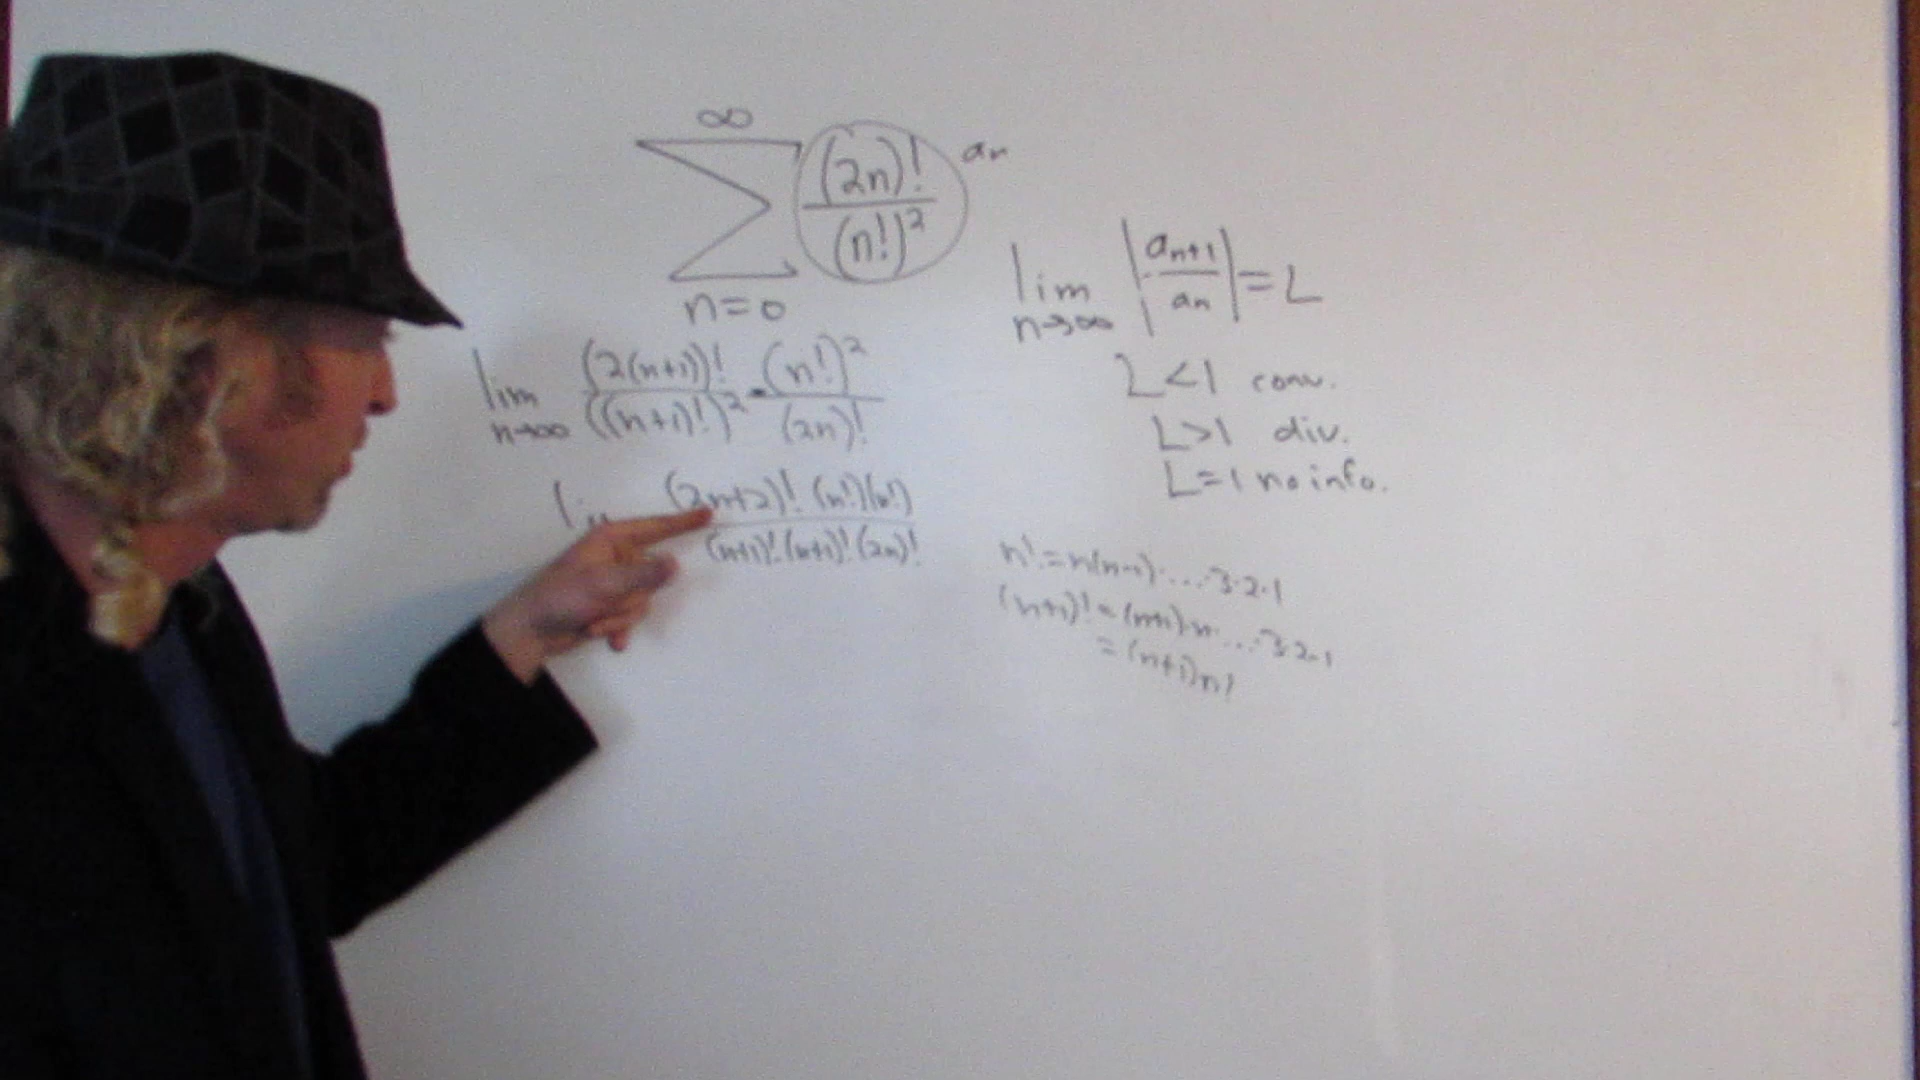 ∞
Σ (2n)!/(n!)² aₙ
n=0
lim n→∞ |aₙ₊₁/aₙ| = L
L<1 conv.
L>1 div.
L=1 no info.
lim n→∞ (2(n+1))!/((n+1)!)² · (n!)²/(2n)!
(2n+2)! (n!)(n!)/(n+1)!·(n+1)!(2n)!
n! = n(n-1)·...·3·2·1
(n+1)! = (n+1)·n·...·3·2·1
= (n+1)n!